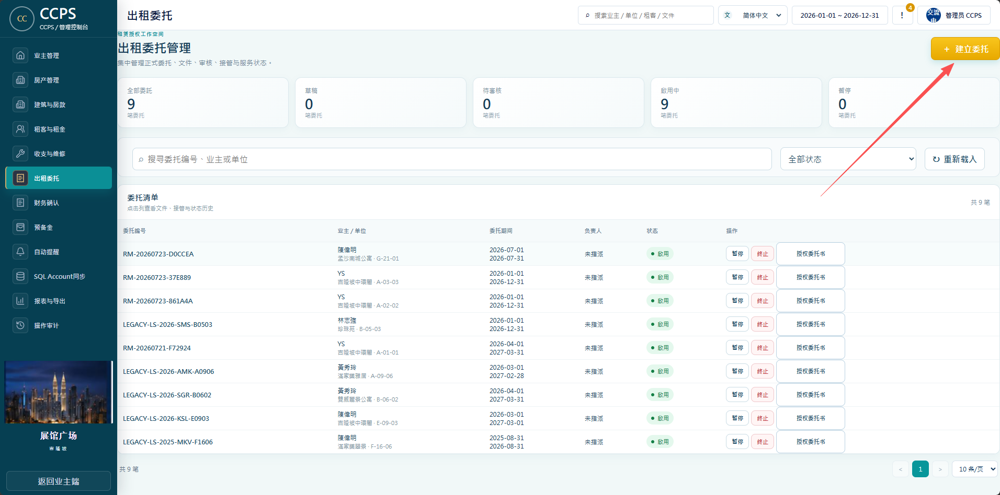 CC
CCPS
CCPS / 管理控制台
业主管理
房产管理
建筑与房款
租客与租金
收支与维修
出租委托
财务确认
预备金
自动提醒
SQL Account同步
报表与导出
操作审计
展馆广场
吉隆坡
返回业主端
出租委托
搜索业主 / 单位 / 租客 / 文件
文 简体中文
2026-01-01 ~ 2026-12-31
! 4
交流电
管理员 CCPS
租赁授权工作空间
出租委托管理
集中管理正式委托、文件、审核、接管与服务状态。
+ 建立委托
全部委託
9
笔委托
草稿
0
笔委托
待審核
0
笔委托
啟用中
9
笔委托
暫停
0
笔委托
搜寻委托编号、业主或单位
全部状态
↻ 重新载入
委托清单
点击列查看文件、接管与状态历史
共 9 笔
委托编号 业主 / 单位 委托期间 负责人 状态 操作
RM-20260723-D0CCEA 陳偉明 孟沙南城公寓 · G-21-01 2026-07-01 2026-07-31 未指派 啟用 暂停 终止 授权委托书
RM-20260723-37E889 YS 吉隆坡中環閣 · A-03-03 2026-01-01 2026-12-31 未指派 啟用 暂停 终止 授权委托书
RM-20260723-861A4A YS 吉隆坡中環閣 · A-02-02 2026-01-01 2026-12-31 未指派 啟用 暂停 终止 授权委托书
LEGACY-LS-2026-SMS-B0503 林志強 珍珠苑 · B-05-03 2026-01-01 2026-12-31 未指派 啟用 暂停 终止 授权委托书
RM-20260721-F72924 YS 吉隆坡中環閣 · A-01-01 2026-04-01 2027-03-31 未指派 啟用 暂停 终止 授权委托书
LEGACY-LS-2026-AMK-A0906 黃秀玲 滿家樂雅居 · A-09-06 2026-03-01 2027-02-28 未指派 啟用 暂停 终止 授权委托书
LEGACY-LS-2026-SGR-B0602 黃秀玲 雙威麗景公寓 · B-06-02 2026-04-01 2027-03-31 未指派 啟用 暂停 终止 授权委托书
LEGACY-LS-2026-KSL-E0903 陳偉明 吉隆坡中環閣 · E-09-03 2026-03-01 2027-03-01 未指派 啟用 暂停 终止 授权委托书
LEGACY-LS-2025-MKV-F1606 陳偉明 滿家樂翠景 · F-16-06 2025-08-31 2026-08-31 未指派 啟用 暂停 终止 授权委托书
共 9 笔
< 1 > 10 条/页